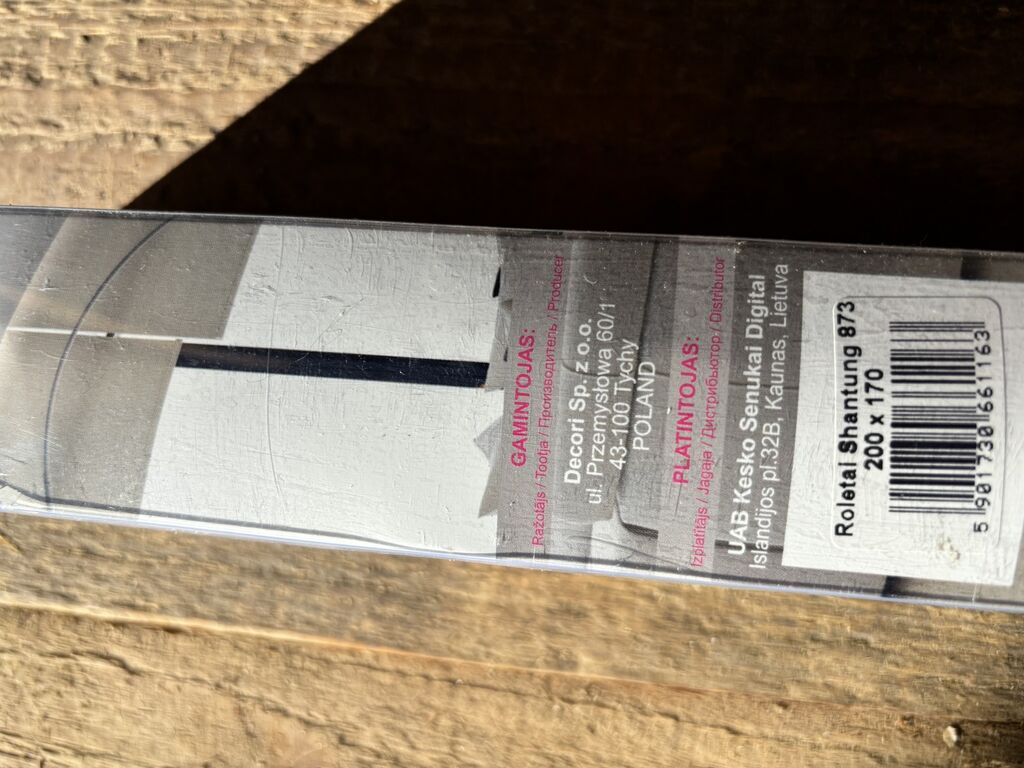 GAMINTOJAS:
Ražotājs / Tootja / Производитель / Producer
Decori Sp. z o.o.
ul. Przemysłowa 60/1
43-100 Tychy
POLAND
PLATINTOJAS:
Izplatītājs / Jagaja / Дистрибьютор / Distributor
UAB Kesko Senukai Digital
Islandijos pl.32B, Kaunas, Lietuva
Roletai Shantung 873
200 x 170
5 901730 661163